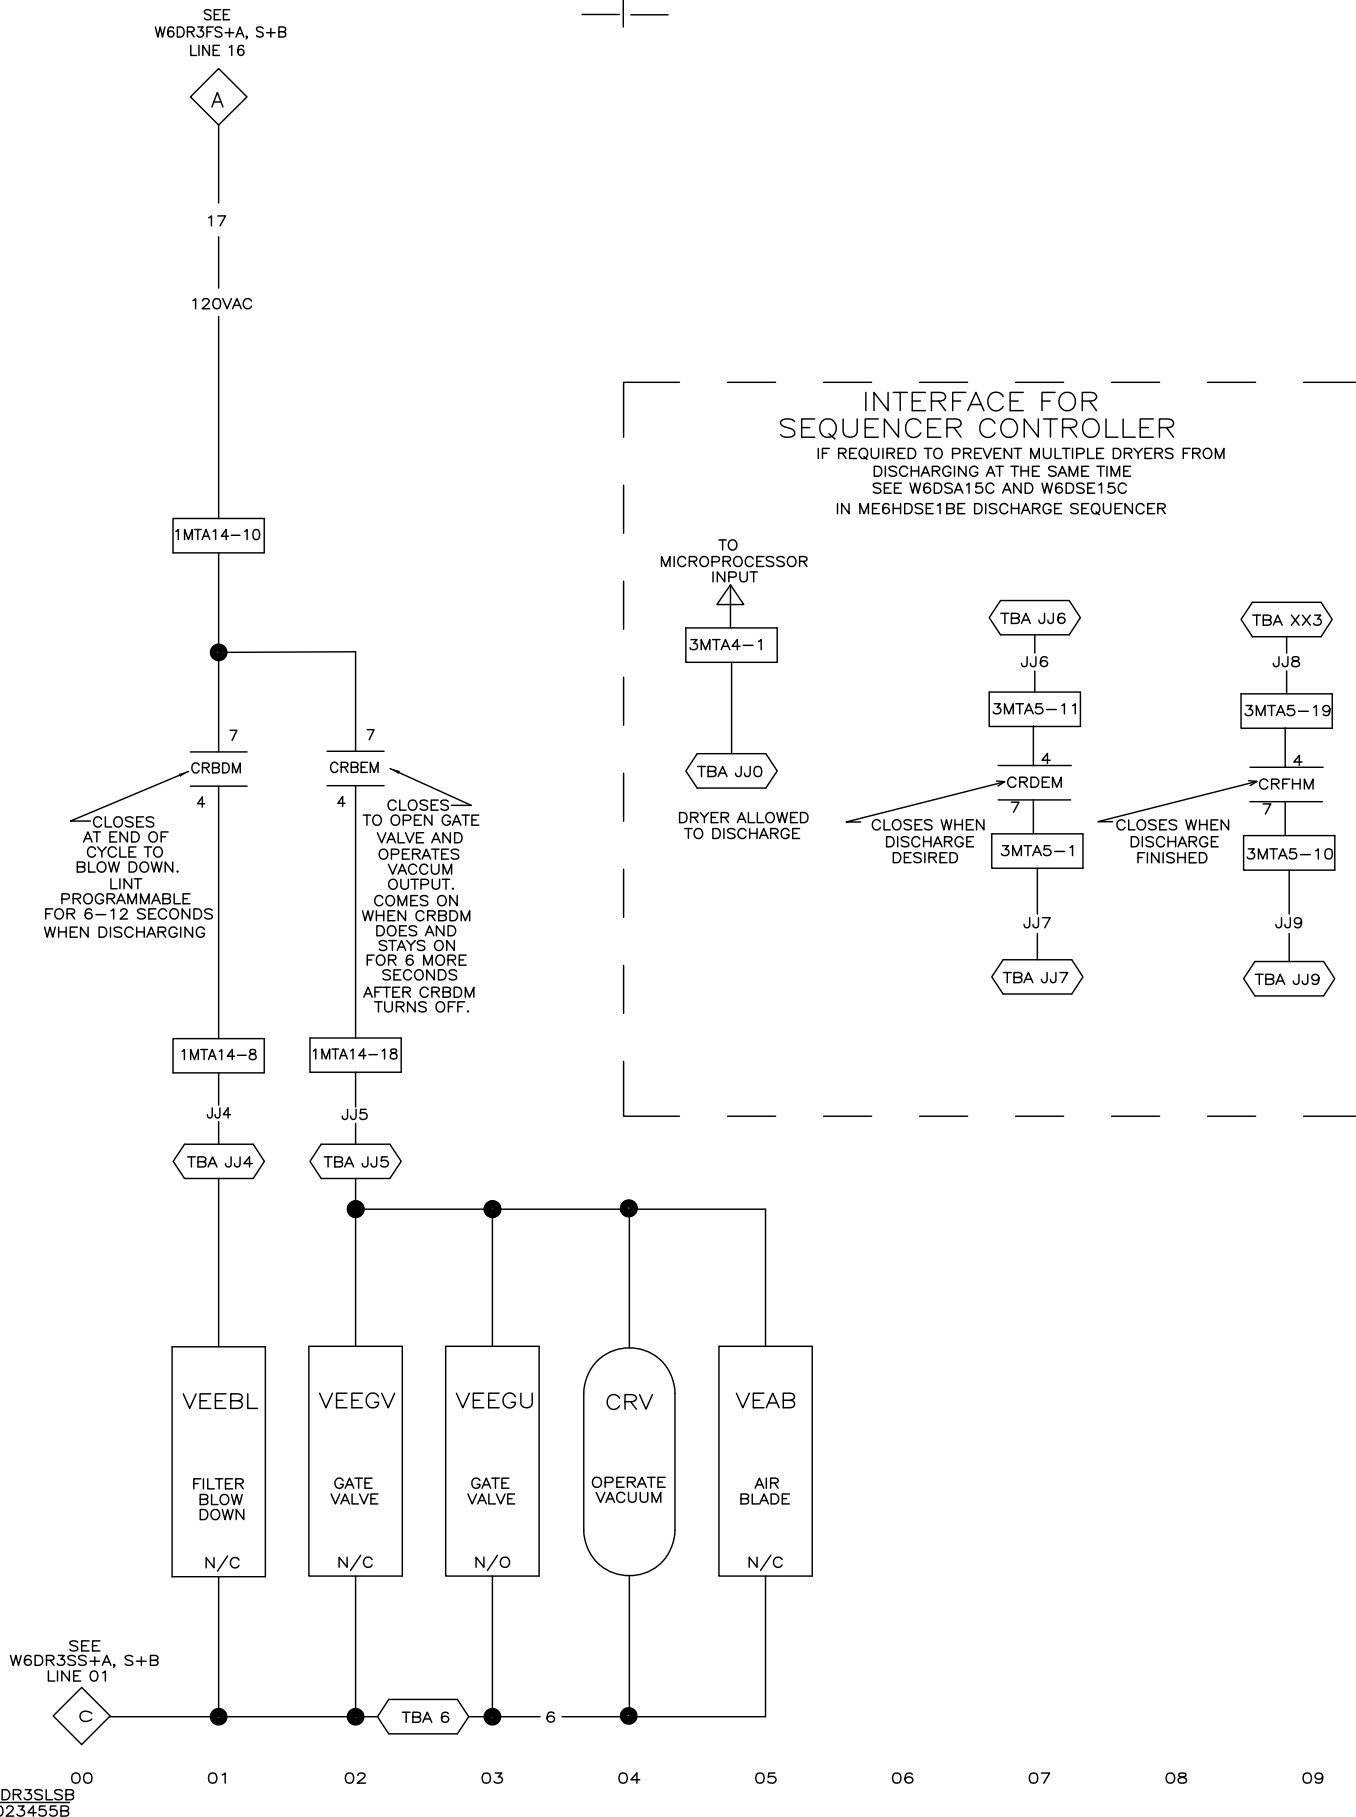 SEE
W6DR3FS+A, S+B
LINE 16
A
17
120VAC
1MTA14-10
7
CRBDM
4
CLOSES
AT END OF
CYCLE TO
BLOW DOWN.
LINT
PROGRAMMABLE
FOR 6-12 SECONDS
WHEN DISCHARGING
7
CRBEM
4
CLOSES
TO OPEN GATE
VALVE AND
OPERATES
VACCUM
OUTPUT.
COMES ON
WHEN CRBDM
DOES AND
STAYS ON
FOR 6 MORE
SECONDS
AFTER CRBDM
TURNS OFF.
1MTA14-8
JJ4
TBA JJ4
1MTA14-18
JJ5
TBA JJ5
INTERFACE FOR
SEQUENCER CONTROLLER
IF REQUIRED TO PREVENT MULTIPLE DRYERS FROM
DISCHARGING AT THE SAME TIME
SEE W6DSA15C AND W6DSE15C
IN ME6HDSE1BE DISCHARGE SEQUENCER
TO
MICROPROCESSOR
INPUT
3MTA4-1
TBA JJ0
DRYER ALLOWED
TO DISCHARGE
TBA JJ6
JJ6
3MTA5-11
4
CRDEM
7
CLOSES WHEN
DISCHARGE
DESIRED
3MTA5-1
JJ7
TBA JJ7
TBA XX3
JJ8
3MTA5-19
4
CRFHM
7
CLOSES WHEN
DISCHARGE
FINISHED
3MTA5-10
JJ9
TBA JJ9
VEEBL
FILTER
BLOW
DOWN
N/C
VEEGV
GATE
VALVE
N/C
VEEGU
GATE
VALVE
N/O
CRV
OPERATE
VACUUM
VEAB
AIR
BLADE
N/C
SEE
W6DR3SS+A, S+B
LINE 01
C
TBA 6
6
00 01 02 03 04 05 06 07 08 09
DR3SLSB
023455B